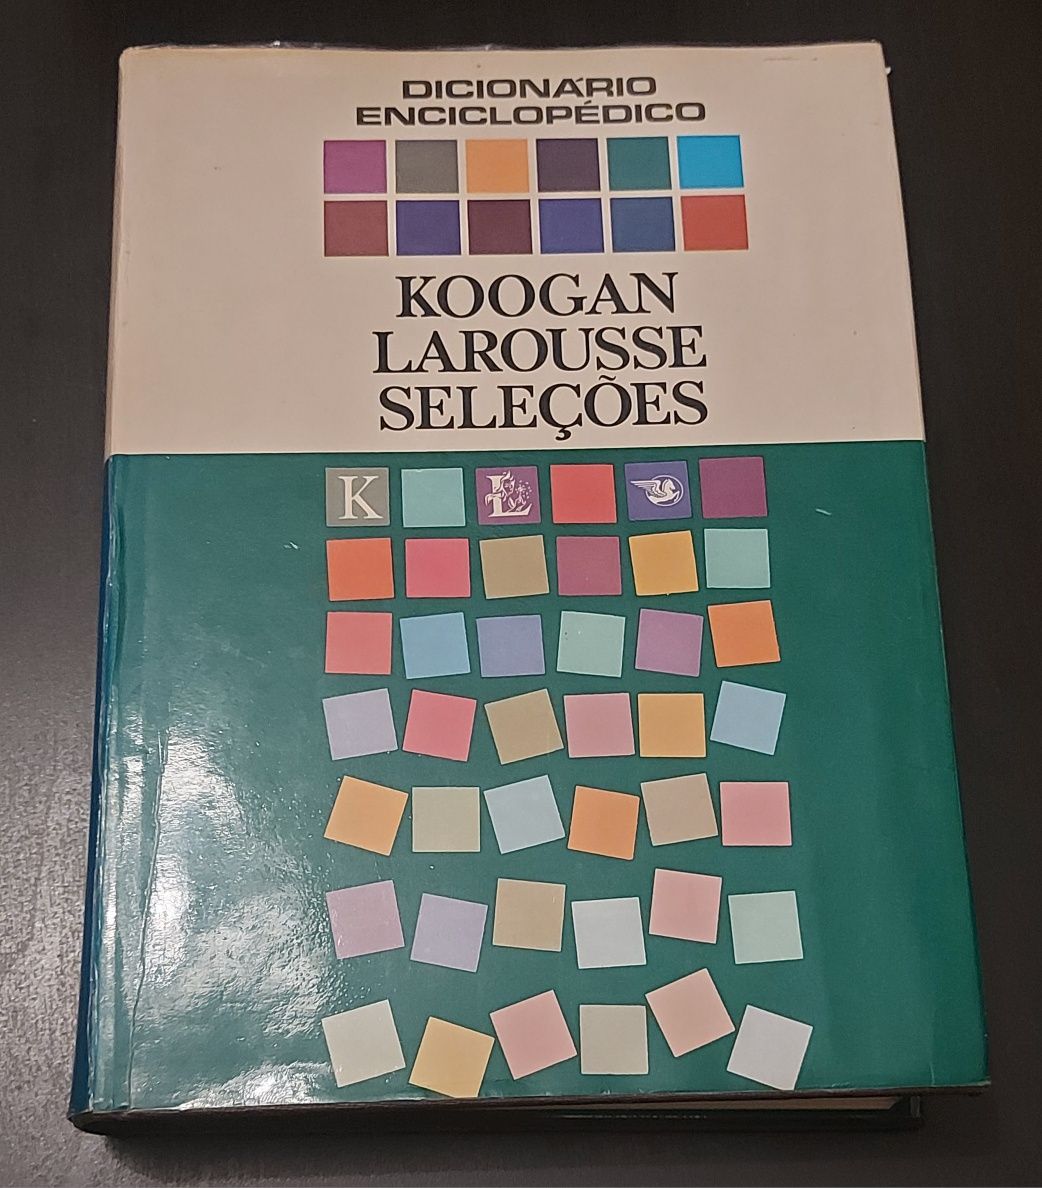 DICIONÁRIO
ENCICLOPÉDICO
KOOGAN
LAROUSSE
SELEÇÕES
K L